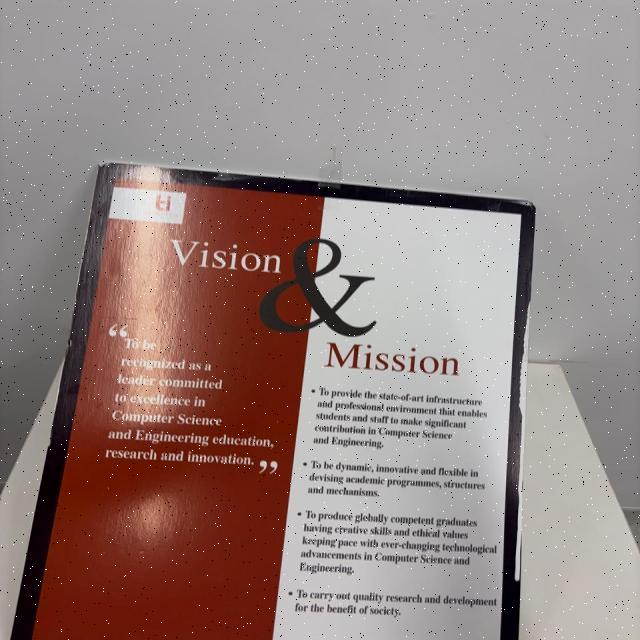 Vision
&
Mission
“To be
recognized as a
leader committed
to excellence in
Computer Science
and Engineering education,
research and innovation.”
• To provide the state-of-art infrastructure
and professional environment that enables
students and staff to make significant
contribution in Computer Science
and Engineering.
• To be dynamic, innovative and flexible in
devising academic programmes, structures
and mechanisms.
• To produce globally competent graduates
having creative skills and ethical values
keeping pace with ever-changing technological
advancements in Computer Science and
Engineering.
• To carry out quality research and development
for the benefit of society.